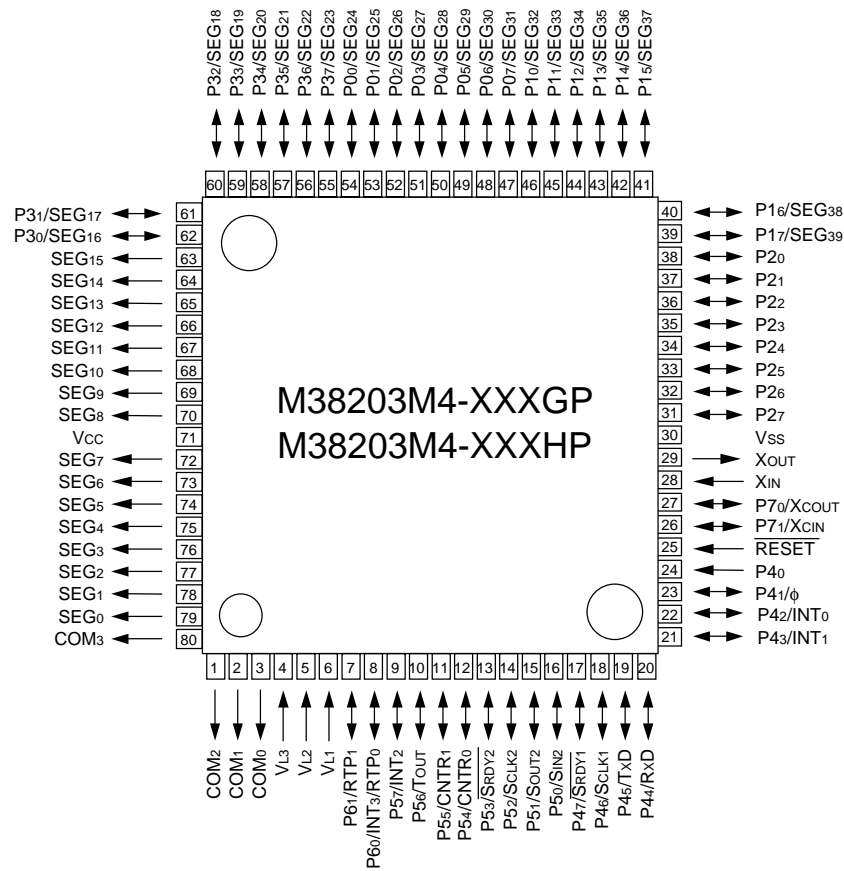 P32/SEG18
P33/SEG19
P34/SEG20
P35/SEG21
P36/SEG22
P37/SEG23
P00/SEG24
P01/SEG25
P02/SEG26
P03/SEG27
P04/SEG28
P05/SEG29
P06/SEG30
P07/SEG31
P10/SEG32
P11/SEG33
P12/SEG34
P13/SEG35
P14/SEG36
P15/SEG37
60 59 58 57 56 55 54 53 52 51 50 49 48 47 46 45 44 43 42 41
P31/SEG17 61
P30/SEG16 62
SEG15 63
SEG14 64
SEG13 65
SEG12 66
SEG11 67
SEG10 68
SEG9 69
SEG8 70
VCC 71
SEG7 72
SEG6 73
SEG5 74
SEG4 75
SEG3 76
SEG2 77
SEG1 78
SEG0 79
COM3 80
M38203M4-XXXGP
M38203M4-XXXHP
40 P16/SEG38
39 P17/SEG39
38 P20
37 P21
36 P22
35 P23
34 P24
33 P25
32 P26
31 P27
30 VSS
29 XOUT
28 XIN
27 P70/XCOUT
26 P71/XCIN
25 RESET
24 P40
23 P41/ϕ
22 P42/INT0
21 P43/INT1
1 2 3 4 5 6 7 8 9 10 11 12 13 14 15 16 17 18 19 20
COM2
COM1
COM0
VL3
VL2
VL1
P61/RTP1
P60/INT3/RTP0
P57/INT2
P56/TOUT
P55/CNTR1
P54/CNTR0
P53/SRDY2
P52/SCLK2
P51/SOUT2
P50/SIN2
P47/SRDY1
P46/SCLK1
P45/TXD
P44/RXD